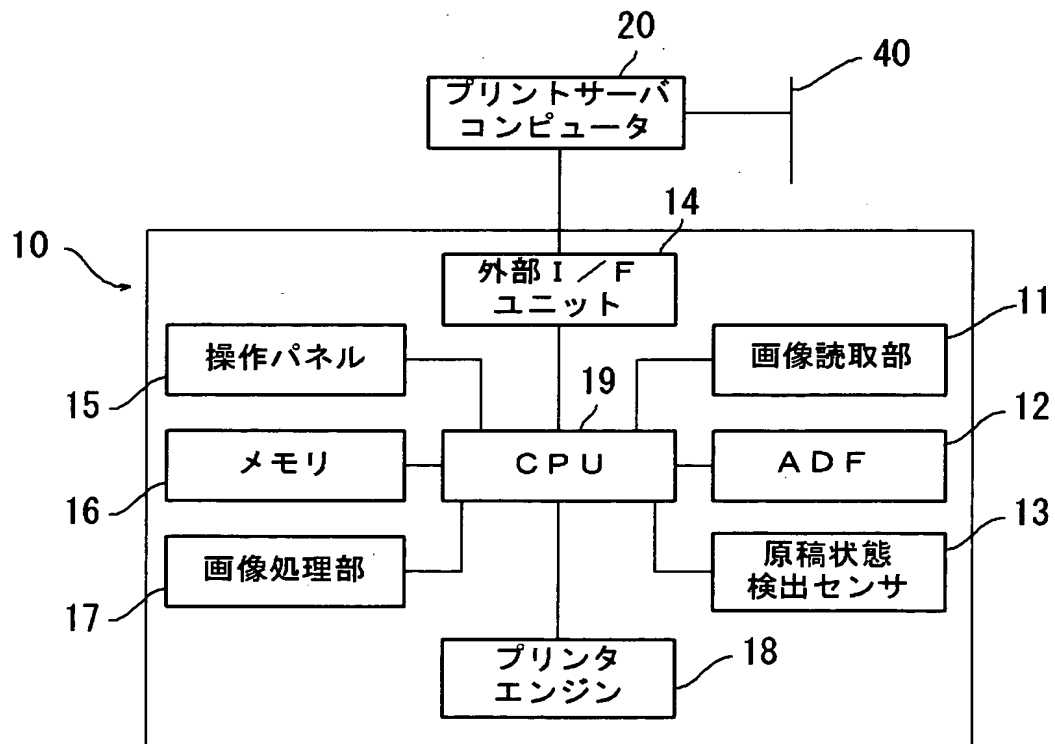 20
40
プリントサーバ
コンピュータ
14
10
外部Ｉ／Ｆ
ユニット
11
操作パネル
画像読取部
15
19
12
メモリ
ＣＰＵ
ＡＤＦ
16
13
画像処理部
原稿状態
検出センサ
17
プリンタ
エンジン
18